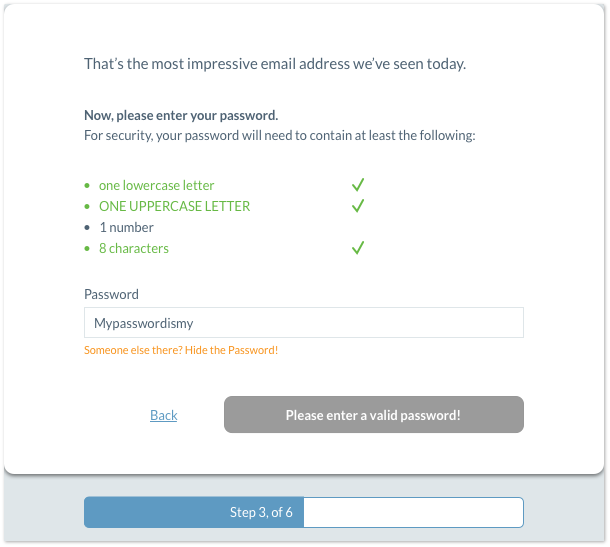 That's the most impressive email address we've seen today.
Now, please enter your password.
For security, your password will need to contain at least the following:
• one lowercase letter
• ONE UPPERCASE LETTER
• 1 number
• 8 characters
Password
Mypasswordismy
Someone else there? Hide the Password!
Back
Please enter a valid password!
Step 3, of 6